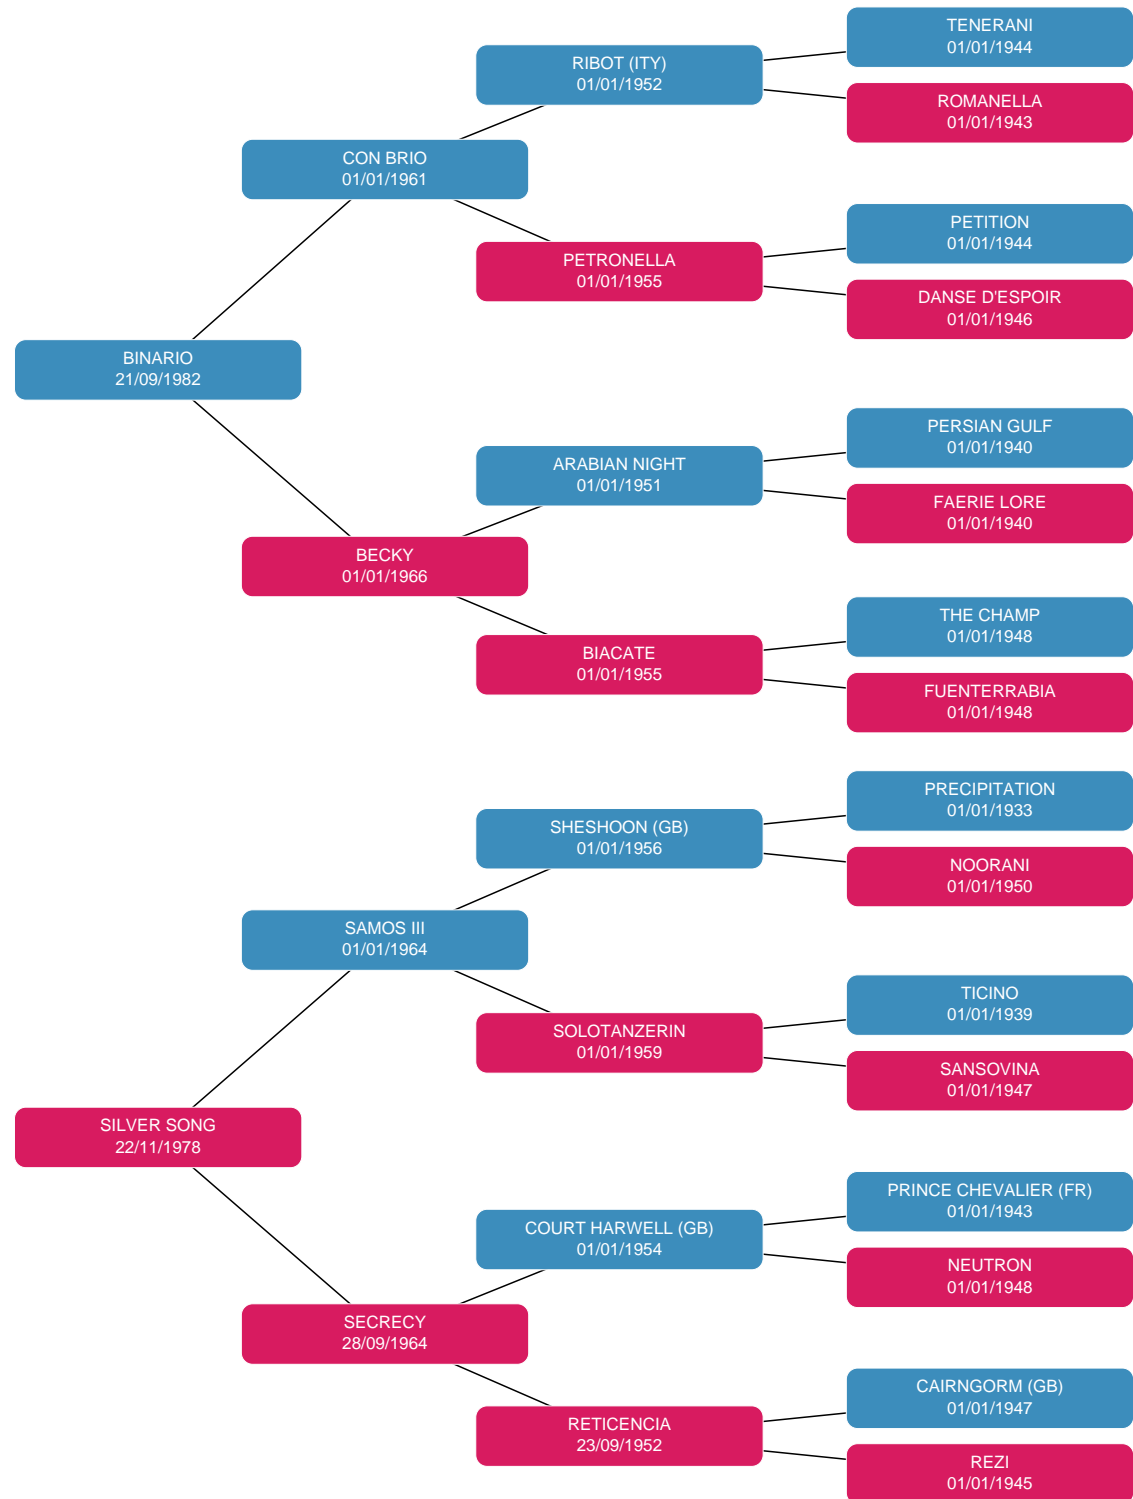 TENERANI
01/01/1944
RIBOT (ITY)
01/01/1952
ROMANELLA
01/01/1943
CON BRIO
01/01/1961
PETITION
01/01/1944
PETRONELLA
01/01/1955
DANSE D'ESPOIR
01/01/1946
BINARIO
21/09/1982
PERSIAN GULF
01/01/1940
ARABIAN NIGHT
01/01/1951
FAERIE LORE
01/01/1940
BECKY
01/01/1966
THE CHAMP
01/01/1948
BIACATE
01/01/1955
FUENTERRABIA
01/01/1948
PRECIPITATION
01/01/1933
SHESHOON (GB)
01/01/1956
NOORANI
01/01/1950
SAMOS III
01/01/1964
TICINO
01/01/1939
SOLOTANZERIN
01/01/1959
SANSOVINA
01/01/1947
SILVER SONG
22/11/1978
PRINCE CHEVALIER (FR)
01/01/1943
COURT HARWELL (GB)
01/01/1954
NEUTRON
01/01/1948
SECRECY
28/09/1964
CAIRNGORM (GB)
01/01/1947
RETICENCIA
23/09/1952
REZI
01/01/1945